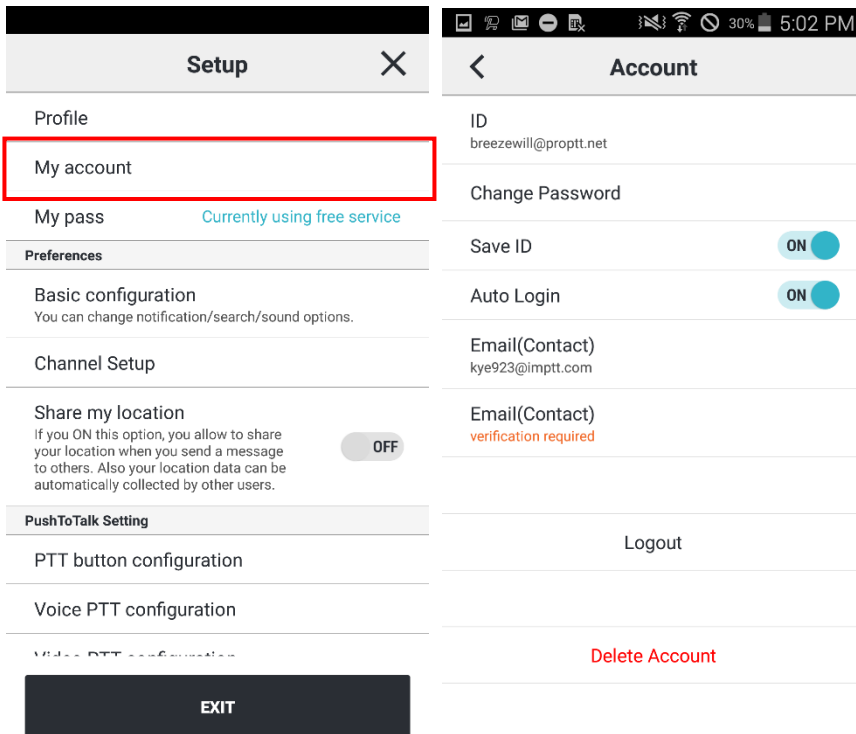 Setup
Profile
My account
My pass
Currently using free service
Preferences
Basic configuration
You can change notification/search/sound options.
Channel Setup
Share my location
If you ON this option, you allow to share
your location when you send a message
to others. Also your location data can be
automatically collected by other users.
OFF
PushToTalk Setting
PTT button configuration
Voice PTT configuration
Video PTT configuration
EXIT
30%
5:02 PM
Account
ID
breezewill@proptt.net
Change Password
Save ID
ON
Auto Login
ON
Email(Contact)
kye923@imptt.com
Email(Contact)
verification required
Logout
Delete Account